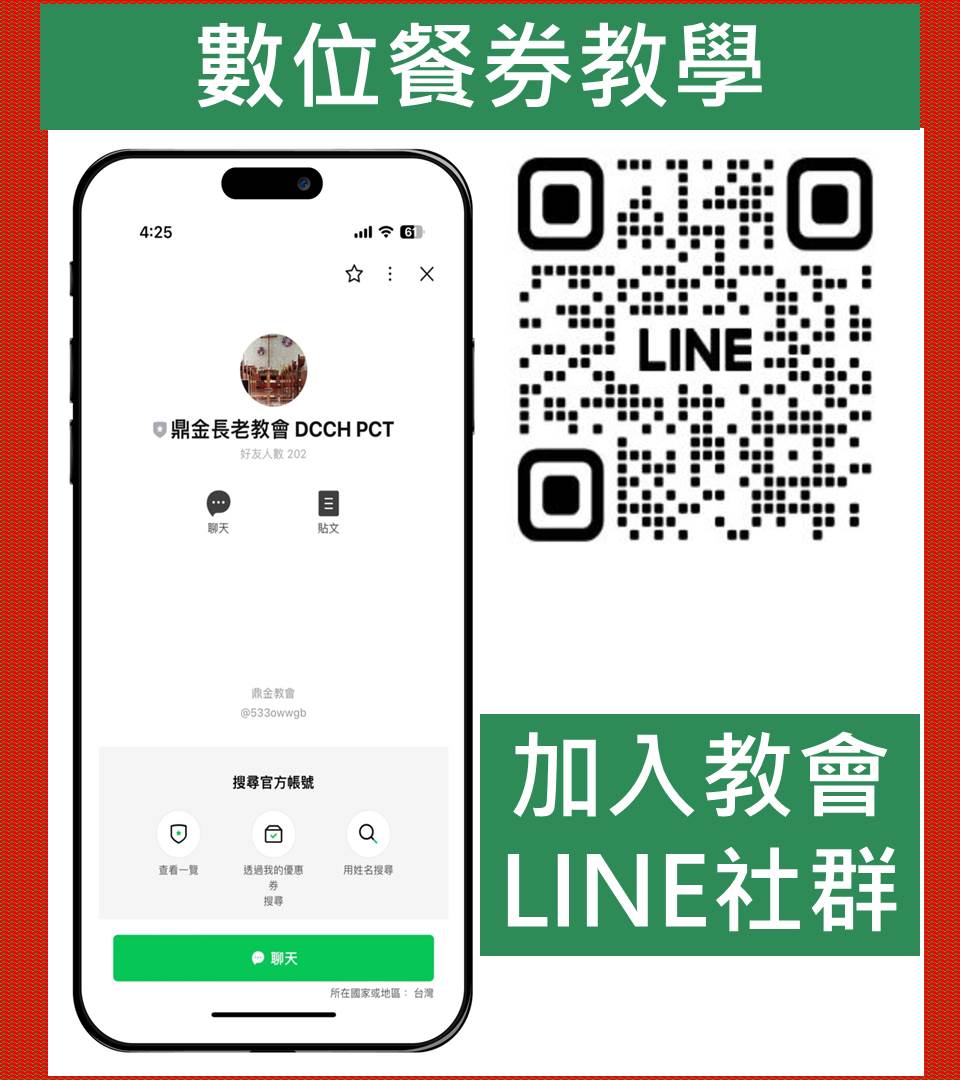 數位餐券教學
4:25
61
鼎金長老教會 DCCH PCT
好友人數 202
聊天
貼文
鼎金教會
@533owwgb
搜尋官方帳號
查看一覽
透過我的優惠
券
搜尋
用姓名搜尋
聊天
所在國家或地區： 台灣
LINE
加入教會
LINE社群